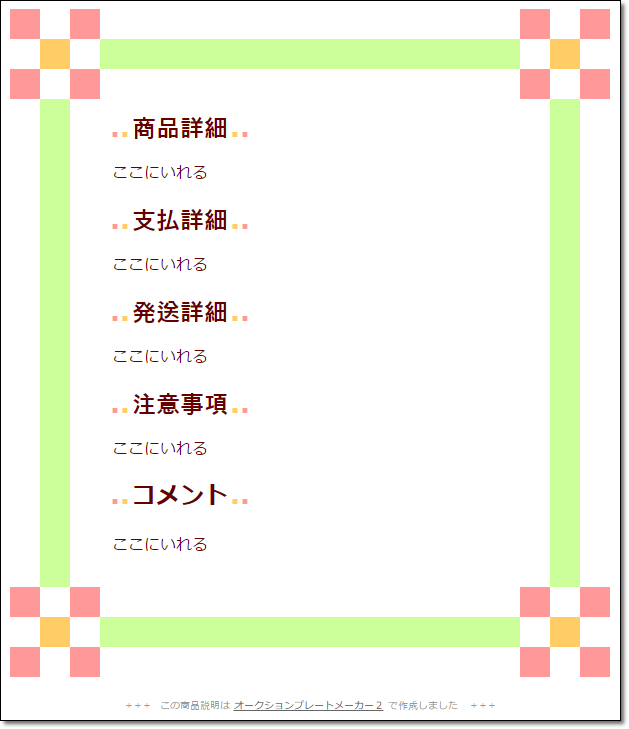 ..商品詳細..
ここにいれる
..支払詳細..
ここにいれる
..発送詳細..
ここにいれる
..注意事項..
ここにいれる
..コメント..
ここにいれる
+++ この商品説明は オークションプレートメーカー2 で作成しました +++